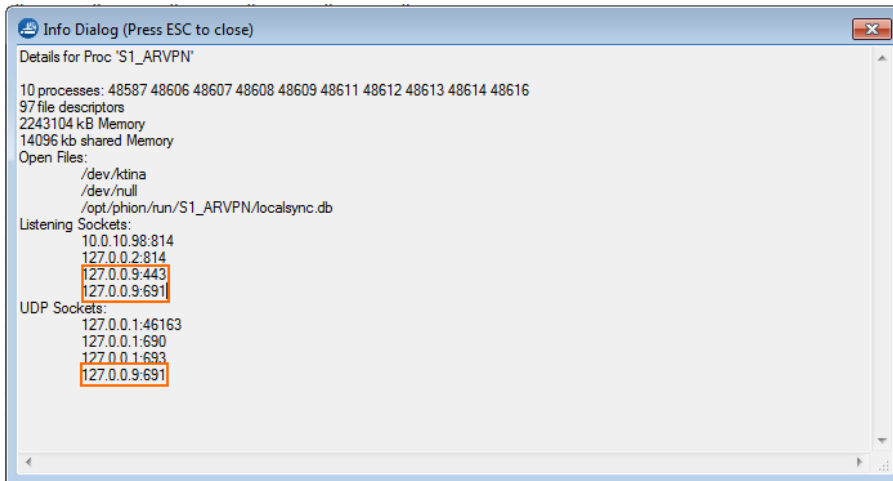 Info Dialog (Press ESC to close)
Details for Proc 'S1_ARVPN'
10 processes: 48587 48606 48607 48608 48609 48611 48612 48613 48614 48616
97 file descriptors
2243104 kB Memory
14096 kb shared Memory
Open Files:
/dev/ktina
/dev/null
/opt/phion/run/S1_ARVPN/localsync.db
Listening Sockets:
10.0.10.98:814
127.0.0.2:814
127.0.0.9:443
127.0.0.9:691
UDP Sockets:
127.0.0.1:46163
127.0.0.1:690
127.0.0.1:693
127.0.0.9:691